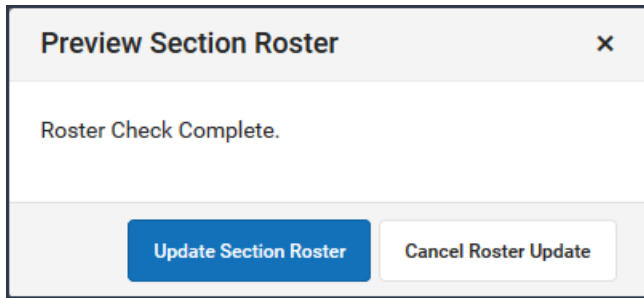 Preview Section Roster ×
Roster Check Complete.
Update Section Roster Cancel Roster Update